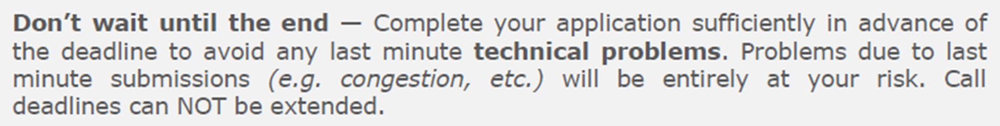 Don’t wait until the end — Complete your application sufficiently in advance of
the deadline to avoid any last minute technical problems. Problems due to last
minute submissions (e.g. congestion, etc.) will be entirely at your risk. Call
deadlines can NOT be extended.